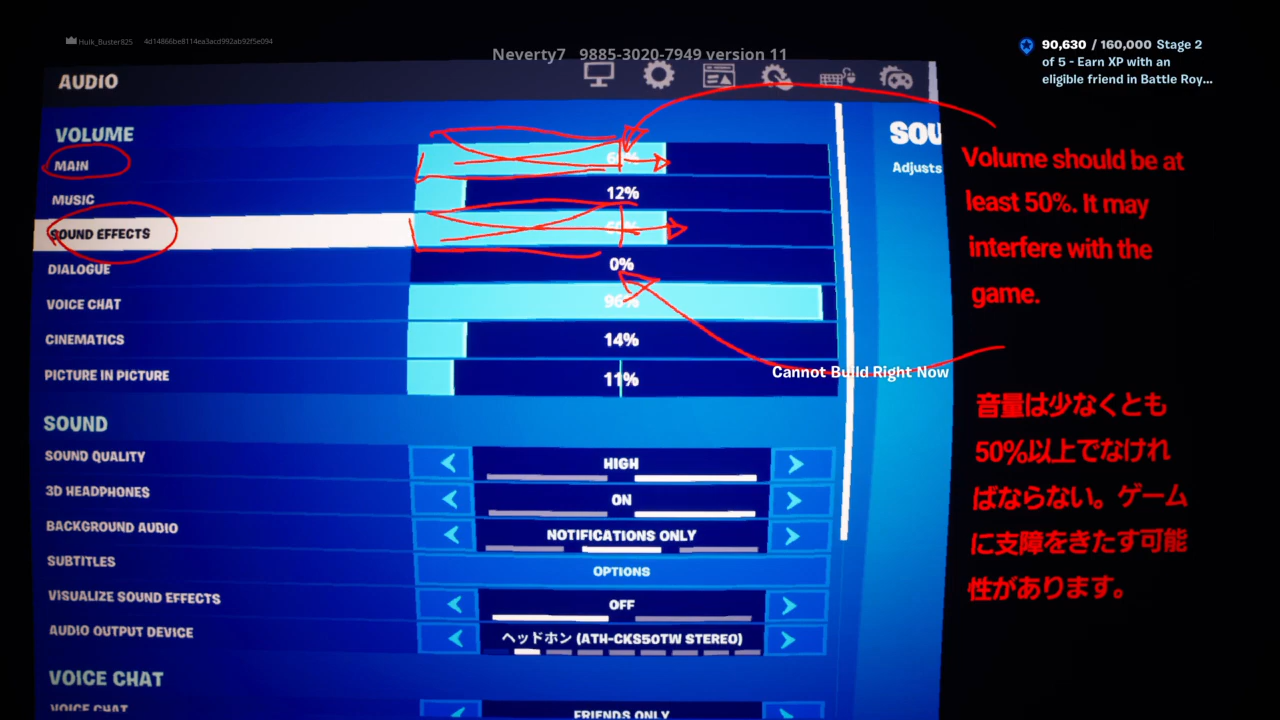 Hulk_Buster825 4d14866be8114ea3acd992ab92f5e094
Neverty7 9885-3020-7949 version 11
90,630 / 160,000 Stage 2
of 5 - Earn XP with an
eligible friend in Battle Roy...
AUDIO
VOLUME
MAIN
MUSIC 12%
SOUND EFFECTS
DIALOGUE 0%
VOICE CHAT 96%
CINEMATICS 14%
PICTURE IN PICTURE 11%
Adjusts
Volume should be at
least 50%. It may
interfere with the
game.
Cannot Build Right Now
音量は少なくとも
50%以上でなけれ
ばならない。ゲーム
に支障をきたす可能
性があります。
SOUND
SOUND QUALITY HIGH
3D HEADPHONES ON
BACKGROUND AUDIO NOTIFICATIONS ONLY
SUBTITLES OPTIONS
VISUALIZE SOUND EFFECTS OFF
AUDIO OUTPUT DEVICE ヘッドホン (ATH-CKS50TW STEREO)
VOICE CHAT
VOICE CHAT FRIENDS ONLY